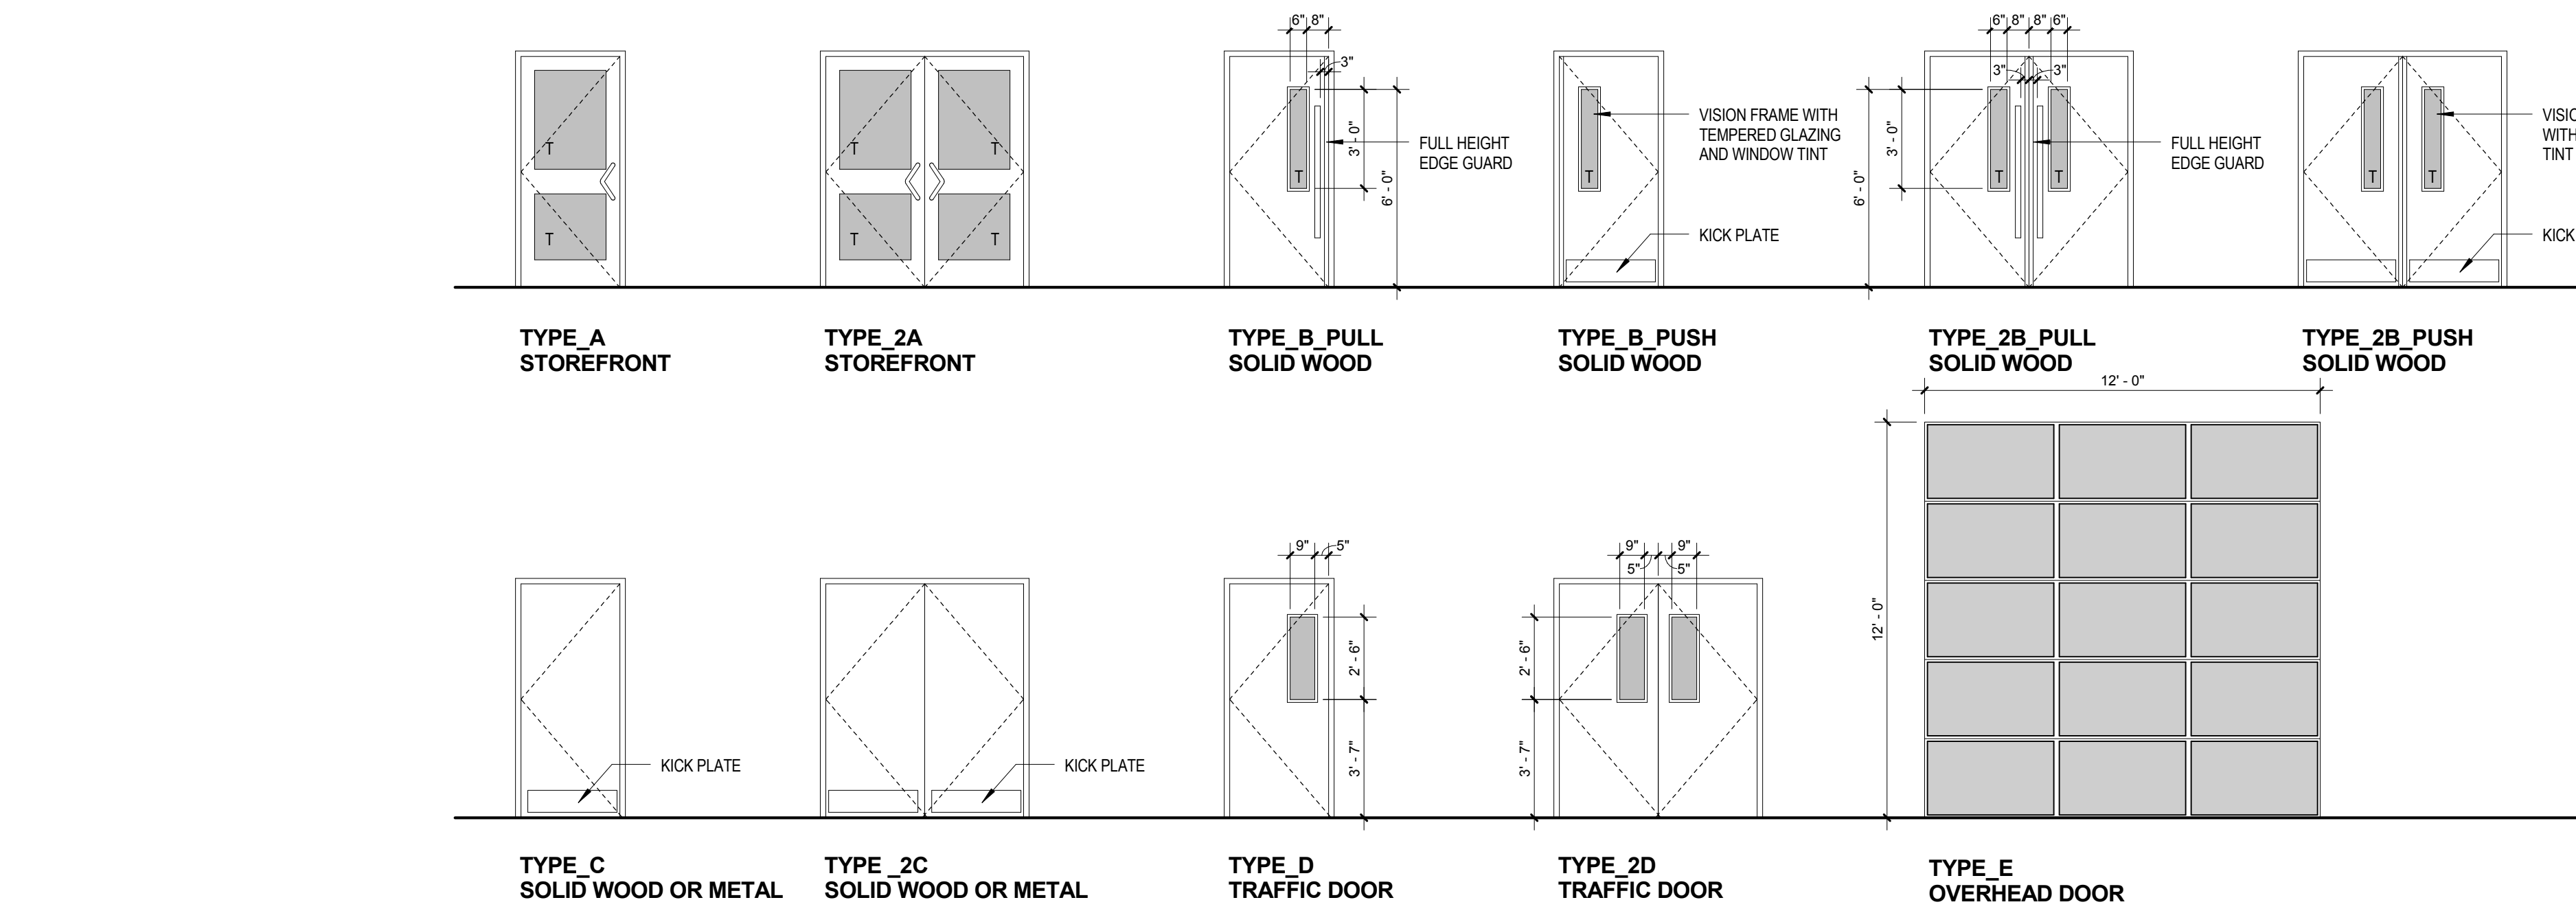 6" 8"
3"
3' - 0"
6' - 0"
T
T
T
T
T
T
T
FULL HEIGHT
EDGE GUARD
VISION FRAME WITH
TEMPERED GLAZING
AND WINDOW TINT
T
KICK PLATE
6" 8" 8" 6"
3" 3"
3' - 0"
6' - 0"
T T
FULL HEIGHT
EDGE GUARD
T T
WITH
TINT
KICK
TYPE_A
STOREFRONT
TYPE_2A
STOREFRONT
TYPE_B_PULL
SOLID WOOD
TYPE_B_PUSH
SOLID WOOD
TYPE_2B_PULL
SOLID WOOD
TYPE_2B_PUSH
SOLID WOOD
12' - 0"
12' - 0"
KICK PLATE
KICK PLATE
9" 5"
2' - 6"
3' - 7"
9" 9"
5" 5"
2' - 6"
3' - 7"
TYPE_C
SOLID WOOD OR METAL
TYPE _2C
SOLID WOOD OR METAL
TYPE_D
TRAFFIC DOOR
TYPE_2D
TRAFFIC DOOR
TYPE_E
OVERHEAD DOOR